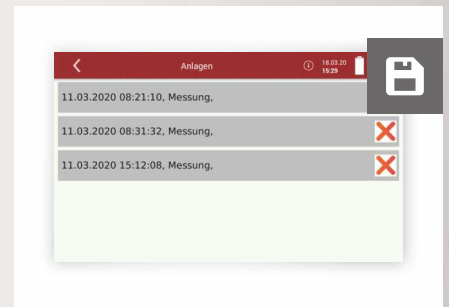 Anlagen
18.03.20
15:29
11.03.2020 08:21:10, Messung,
11.03.2020 08:31:32, Messung,
11.03.2020 15:12:08, Messung,